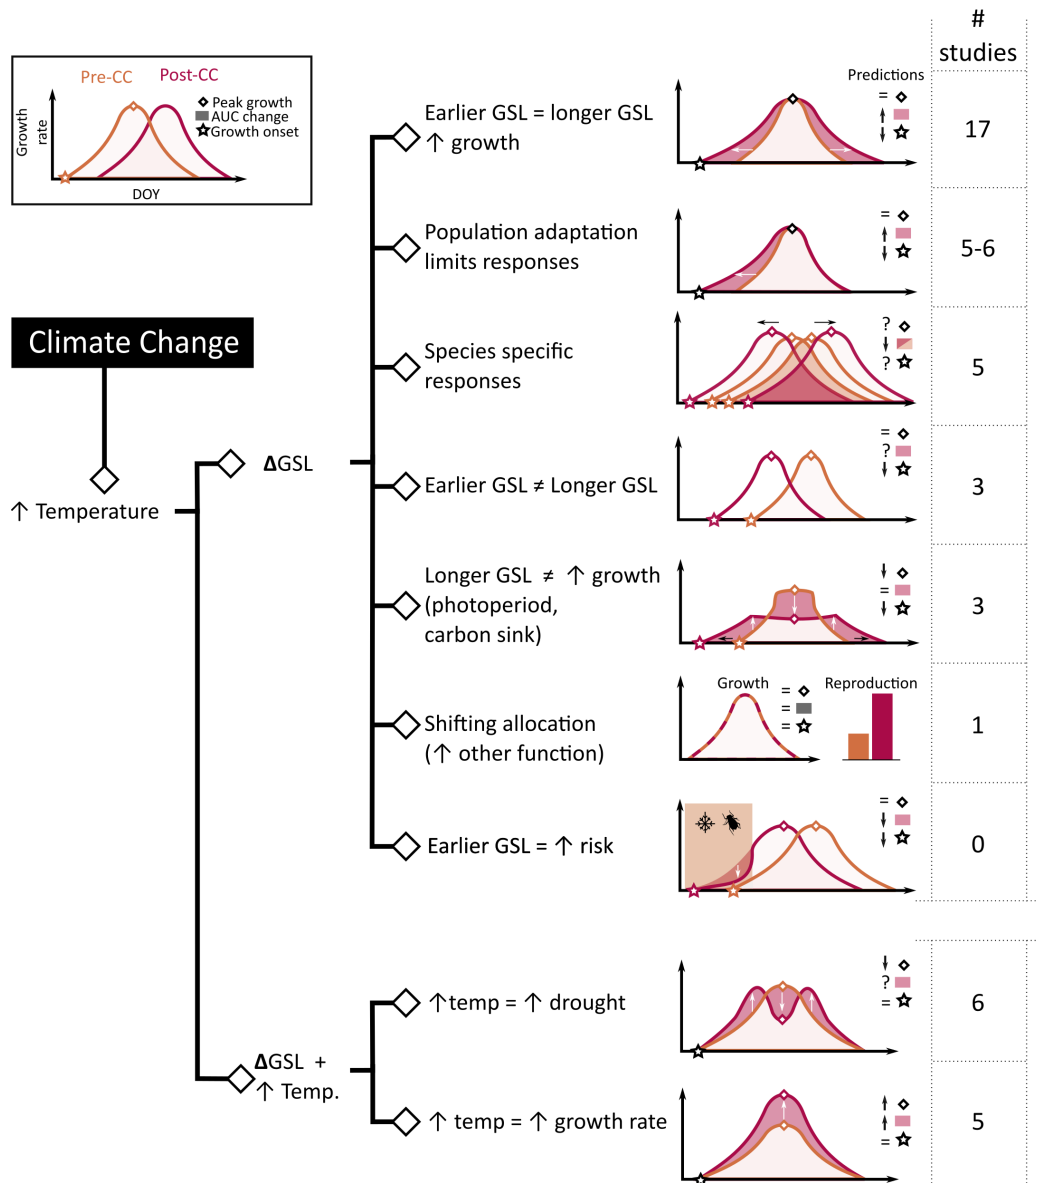 #
studies
Pre-CC
Post-CC
Peak growth
AUC change
Growth onset
Growth
rate
DOY
Climate Change
↑ Temperature
ΔGSL
ΔGSL +
↑ Temp.
Earlier GSL = longer GSL
↑ growth
Predictions
=
↑
↓
17
Population adaptation
limits responses
=
↑
↓
5-6
Species specific
responses
?
↓
?
5
Earlier GSL ≠ Longer GSL
=
?
↓
3
Longer GSL ≠ ↑ growth
(photoperiod,
carbon sink)
↓
=
↓
3
Shifting allocation
(↑ other function)
Growth
=
=
=
Reproduction
1
Earlier GSL = ↑ risk
=
↓
↓
0
↑temp = ↑ drought
↓
?
=
6
↑ temp = ↑ growth rate
↑
↑
=
5